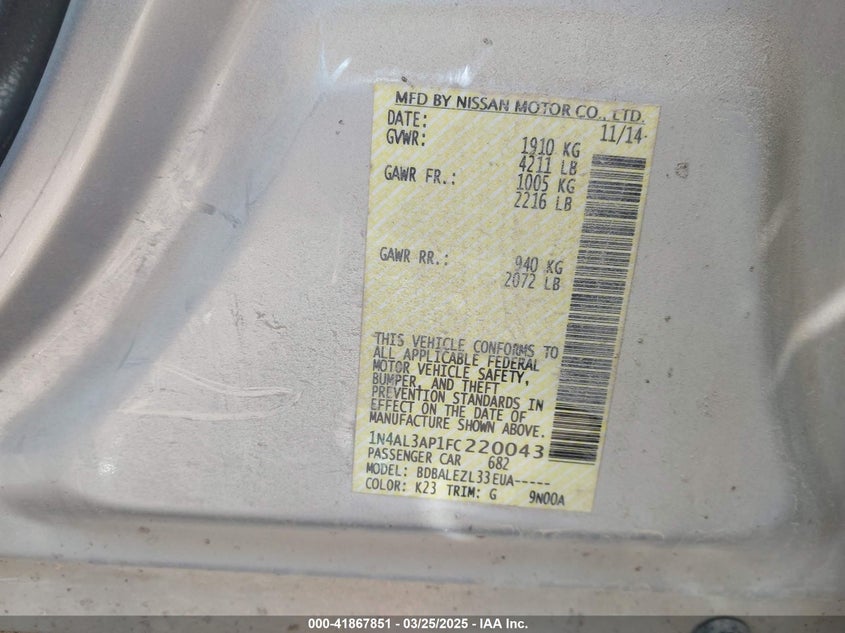 MFD BY NISSAN MOTOR CO., LTD.
DATE: 11/14
GVWR: 1910 KG
4211 LB
GAWR FR.: 1005 KG
2216 LB
GAWR RR.: 940 KG
2072 LB
THIS VEHICLE CONFORMS TO
ALL APPLICABLE FEDERAL
MOTOR VEHICLE SAFETY,
BUMPER, AND THEFT
PREVENTION STANDARDS IN
EFFECT ON THE DATE OF
MANUFACTURE SHOWN ABOVE.
1N4AL3AP1FC220043
PASSENGER CAR 682
MODEL: BDBALEZL33EUA-----
COLOR: K23 TRIM: G 9N00A
000-41867851 — 03/25/2025 — IAA Inc.